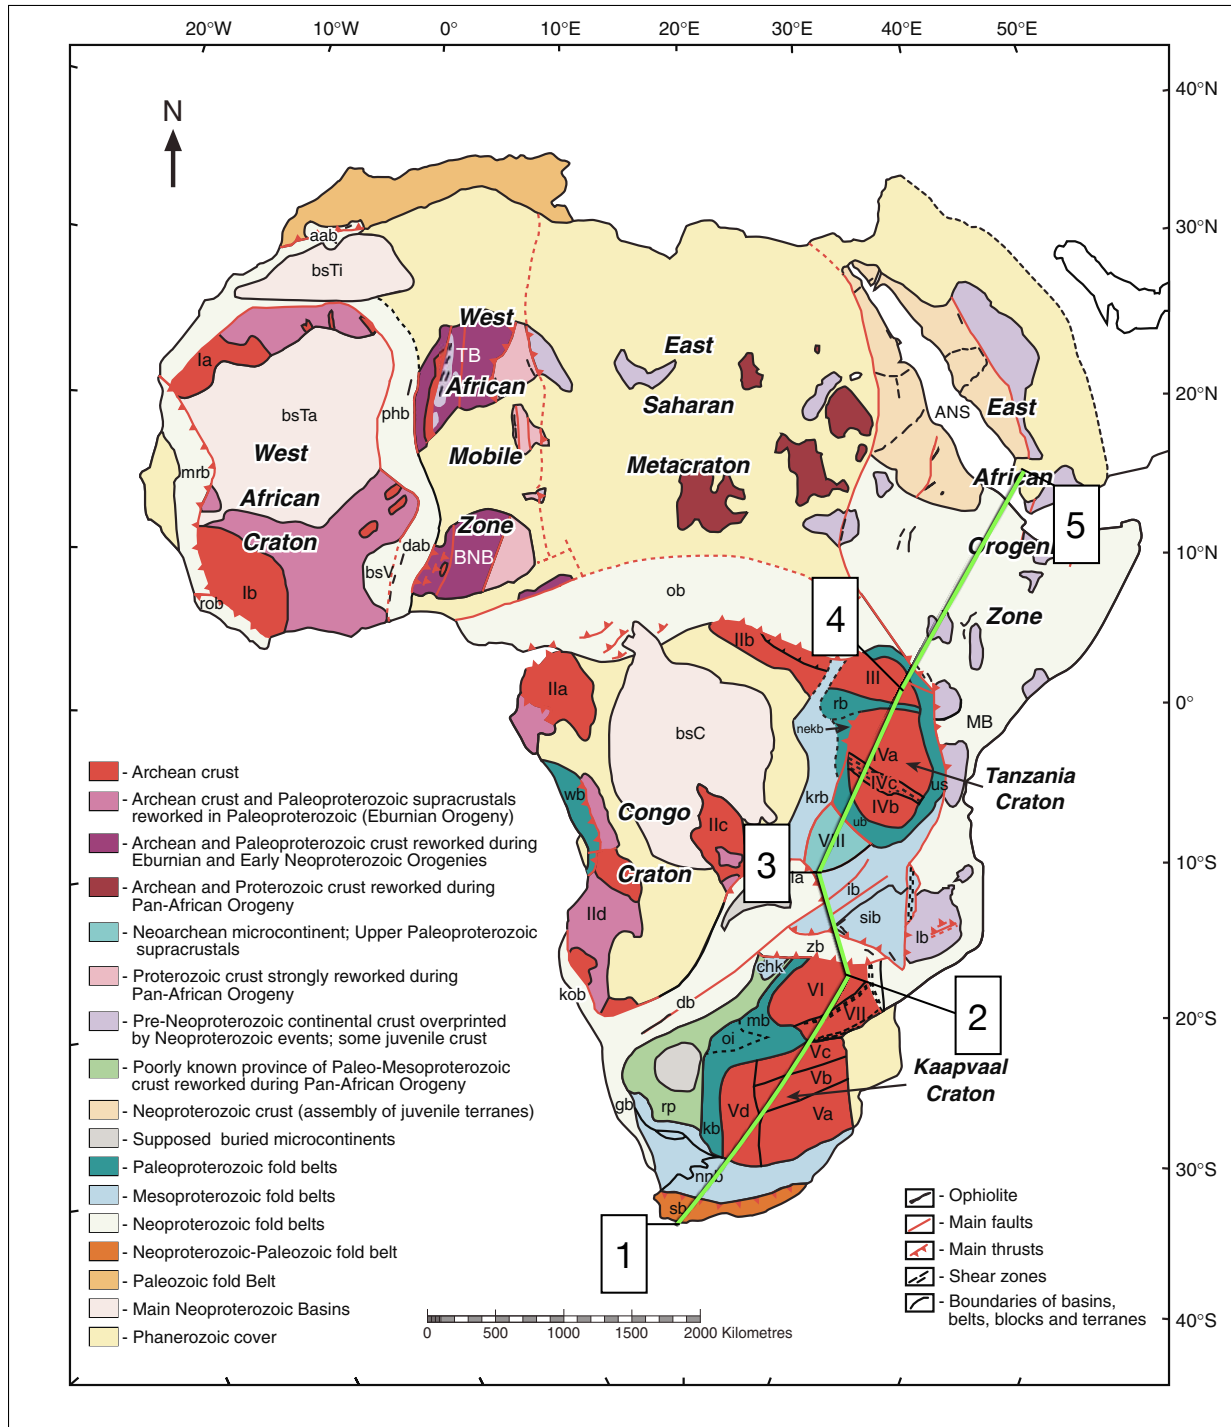 20°W 10°W 0° 10°E 20°E 30°E 40°E 50°E
40°N
30°N
20°N
10°N
0°
10°S
20°S
30°S
40°S
N
aab
bsTi
Ia
bsTa
West
African
Craton
mrb
phb
Ib
rob
bsV
dab
West
African
Mobile
Zone
TB
BNB
East
Saharan
Metacraton
ANS
East
African
Zone
5
ob
4
IIa
IIb
III
rb
nekb
bsC
MB
IVc
IVb
us
ub
krb
Tanzania
Craton
wb
Congo
Craton
IIc
IId
3
ib
sib
lb
zb
chk
kob
db
VI
VII
2
mb
oi
Vc
Vb
Va
Vd
Kaapvaal
Craton
gb
rp
kb
nnb
sb
1
- Archean crust
- Archean crust and Paleoproterozoic supracrustals
reworked in Paleoproterozoic (Eburnian Orogeny)
- Archean and Paleoproterozoic crust reworked during
Eburnian and Early Neoproterozoic Orogenies
- Archean and Proterozoic crust reworked during
Pan-African Orogeny
- Neoarchean microcontinent; Upper Paleoproterozoic
supracrustals
- Proterozoic crust strongly reworked during
Pan-African Orogeny
- Pre-Neoproterozoic continental crust overprinted
by Neoproterozoic events; some juvenile crust
- Poorly known province of Paleo-Mesoproterozoic
crust reworked during Pan-African Orogeny
- Neoproterozoic crust (assembly of juvenile terranes)
- Supposed buried microcontinents
- Paleoproterozoic fold belts
- Mesoproterozoic fold belts
- Neoproterozoic fold belts
- Neoproterozoic-Paleozoic fold belt
- Paleozoic fold Belt
- Main Neoproterozoic Basins
- Phanerozoic cover
0 500 1000 1500 2000 Kilometres
- Ophiolite
- Main faults
- Main thrusts
- Shear zones
- Boundaries of basins,
belts, blocks and terranes